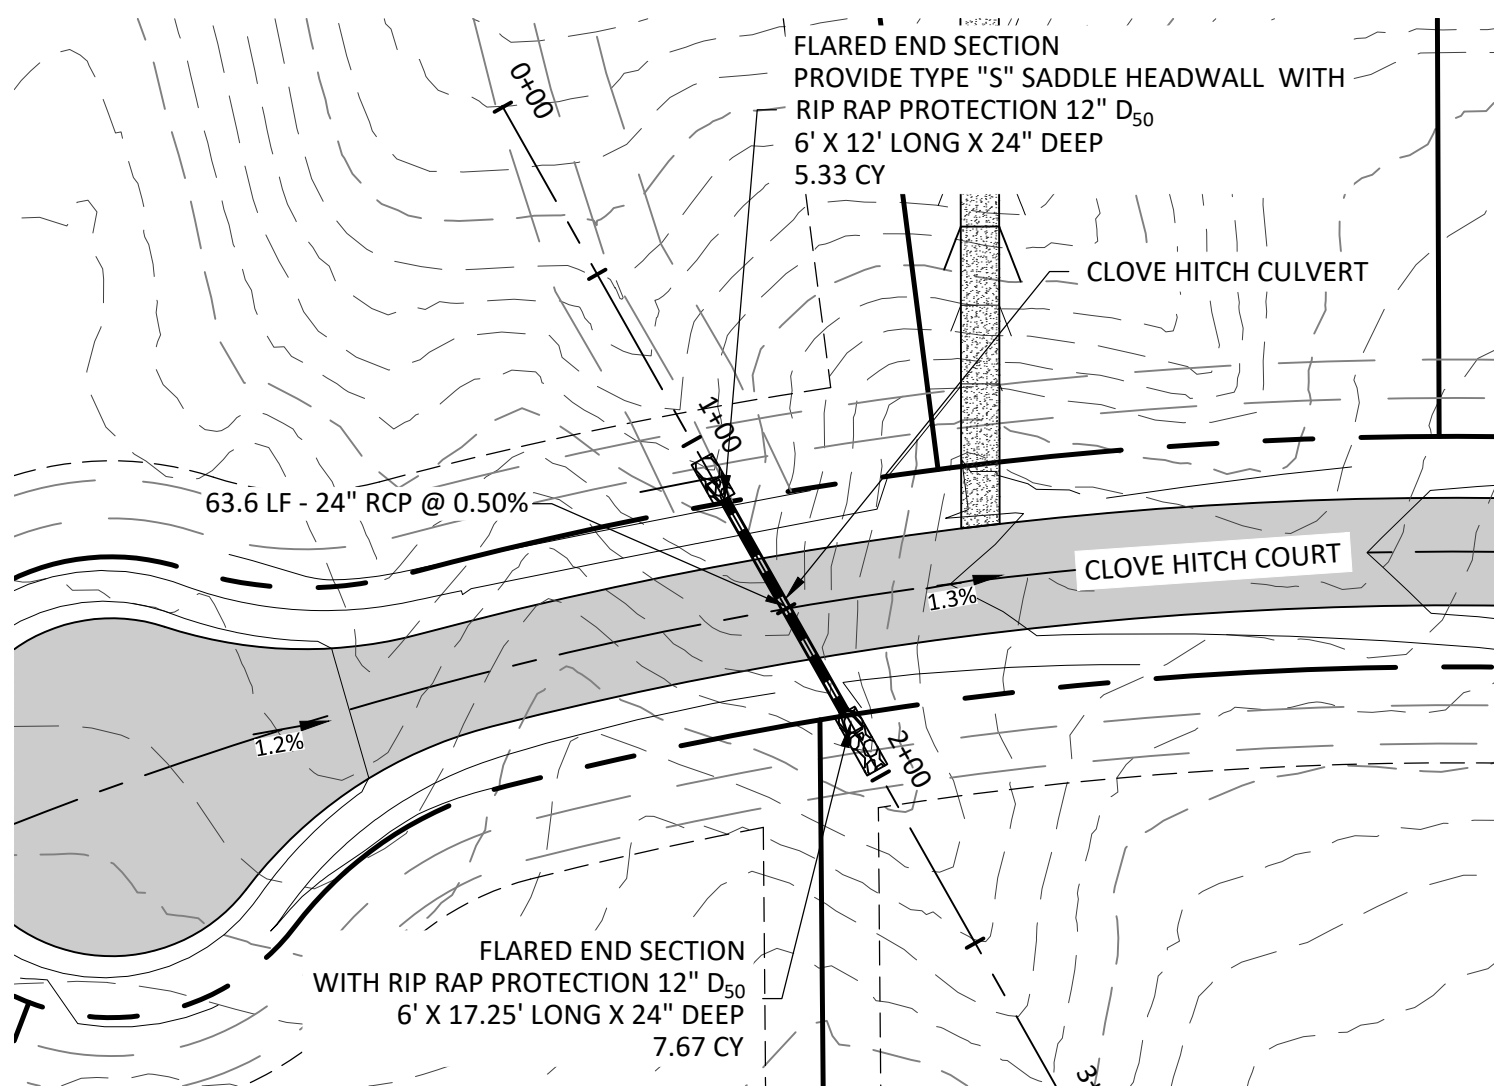 0+00
FLARED END SECTION
PROVIDE TYPE "S" SADDLE HEADWALL WITH
RIP RAP PROTECTION 12" D50
6' X 12' LONG X 24" DEEP
5.33 CY
CLOVE HITCH CULVERT
1+00
63.6 LF - 24" RCP @ 0.50%
CLOVE HITCH COURT
1.3%
1.2%
2+00
FLARED END SECTION
WITH RIP RAP PROTECTION 12" D50
6' X 17.25' LONG X 24" DEEP
7.67 CY